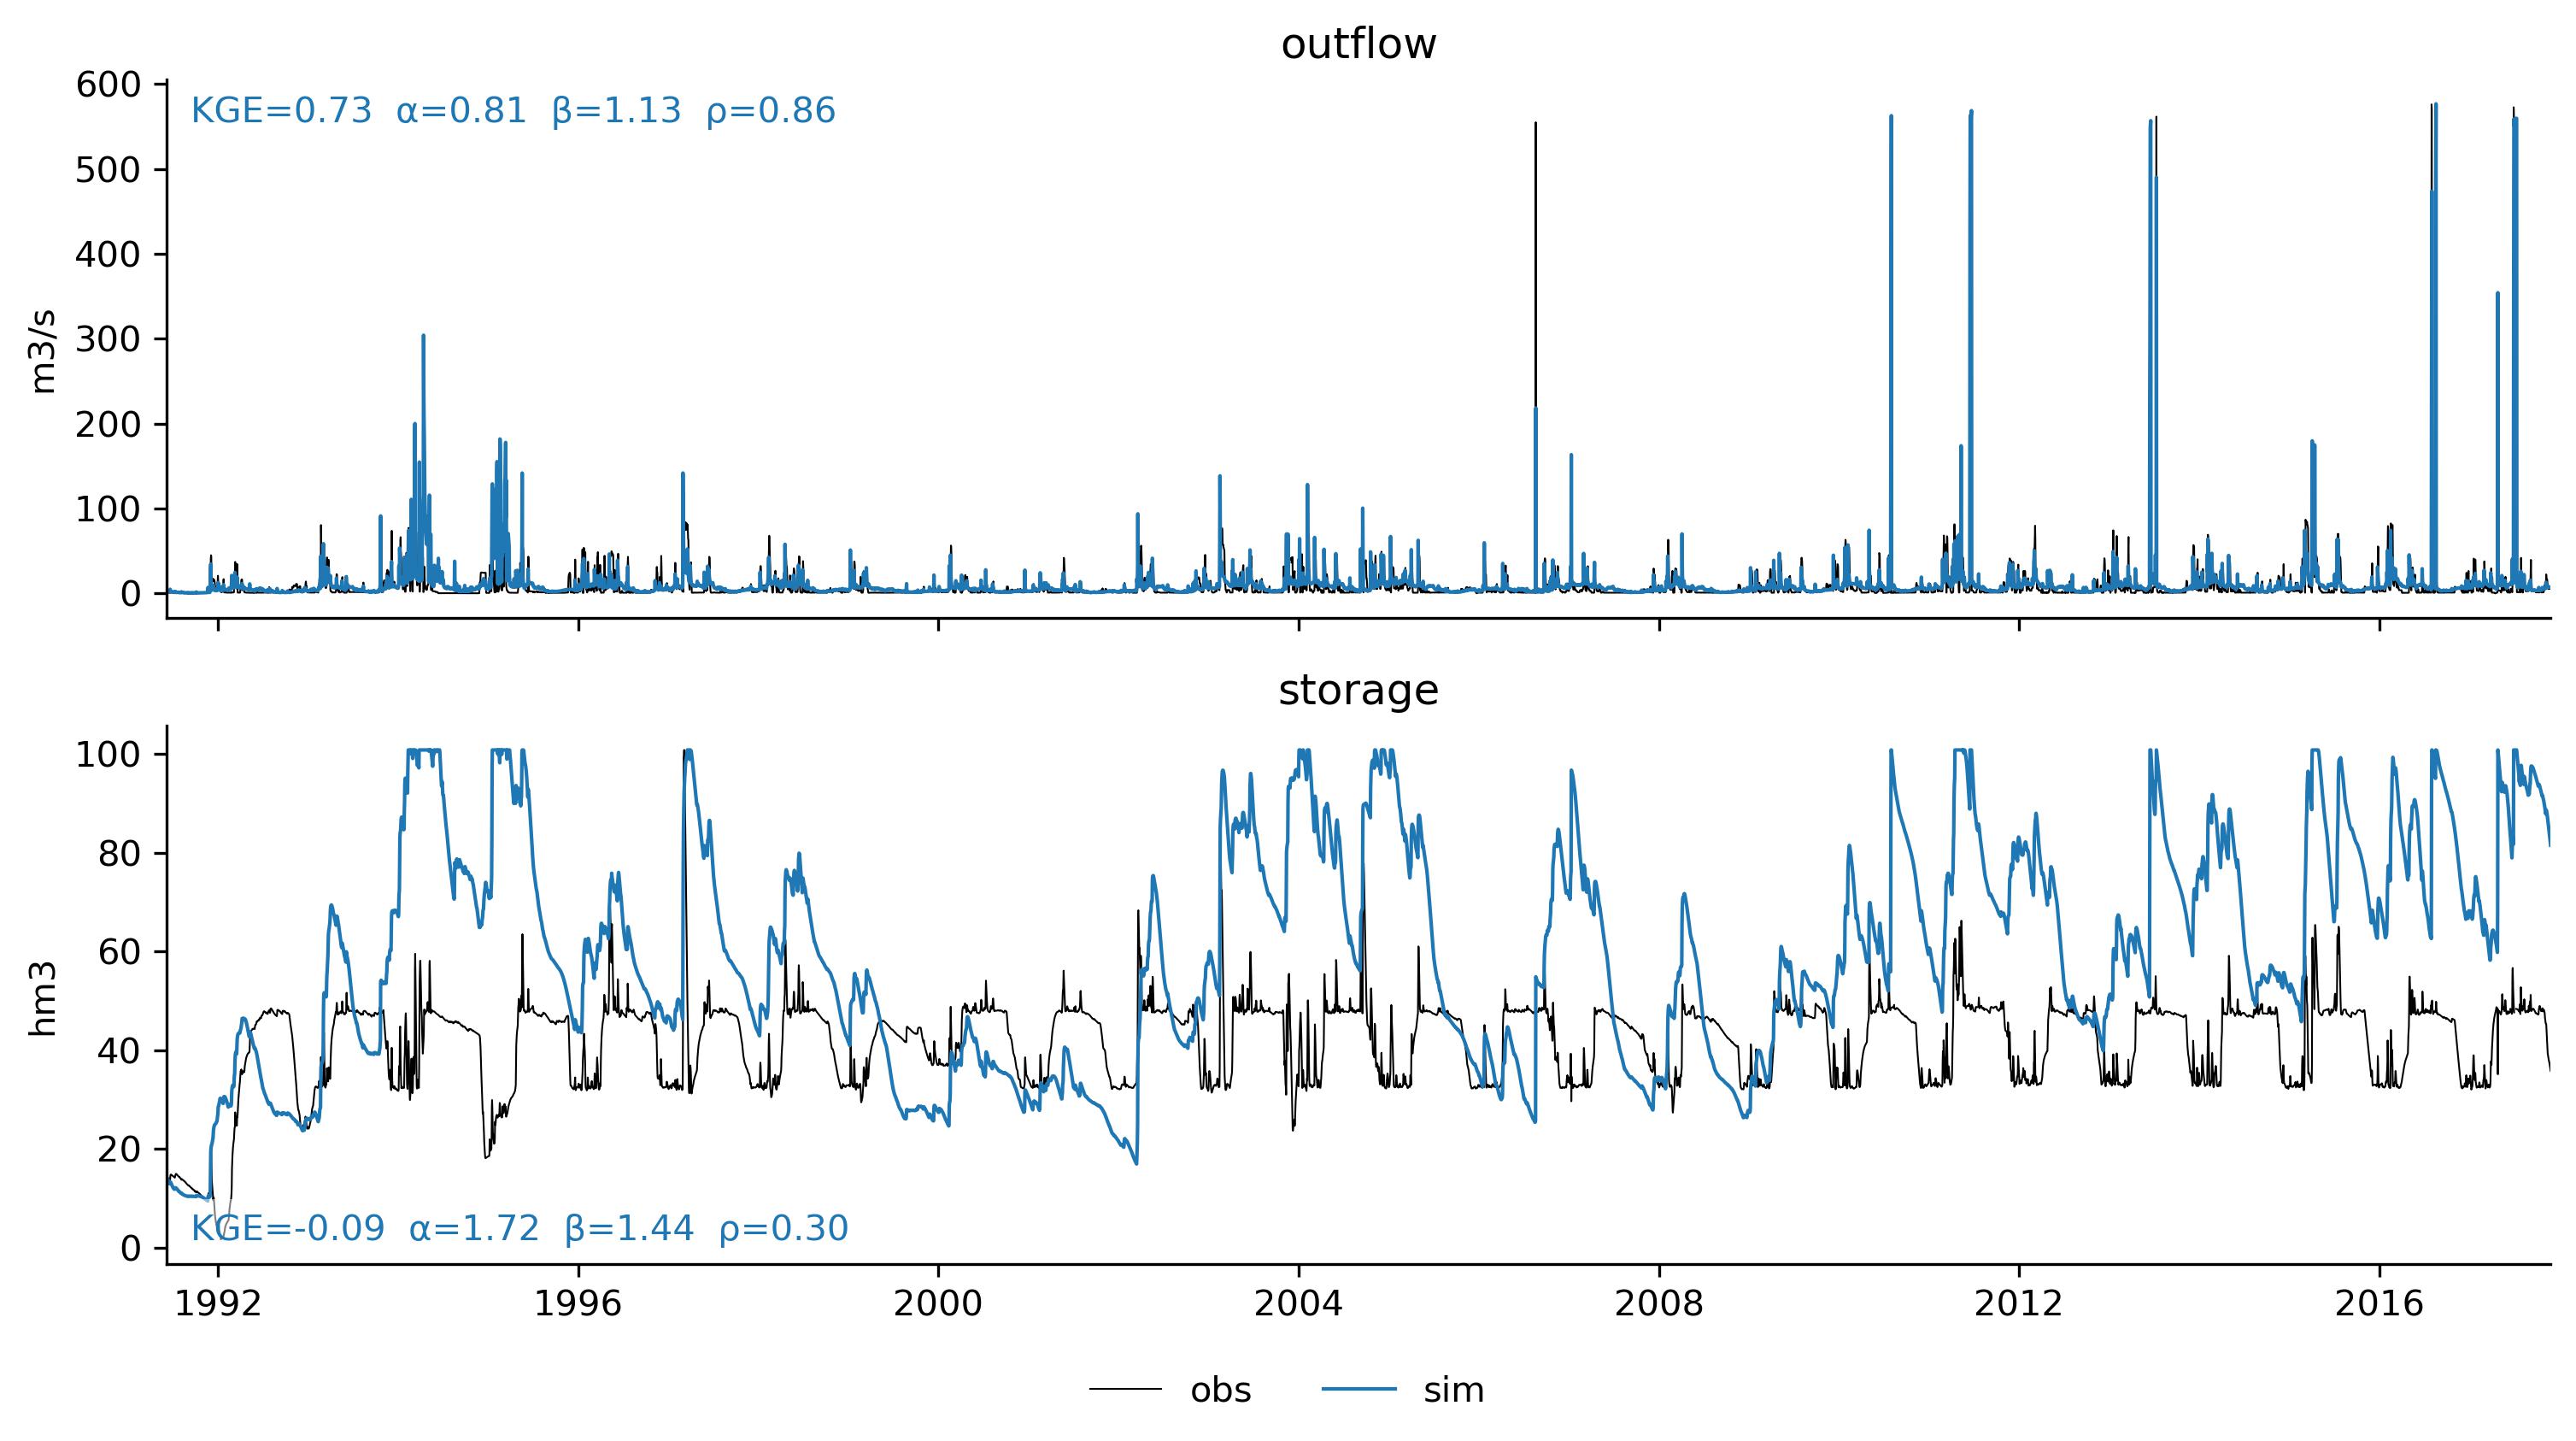 outflow
600
KGE=0.73 α=0.81 β=1.13 ρ=0.86
500
400
m3/s
300
200
100
0
storage
100
80
60
hm3
40
20
KGE=-0.09 α=1.72 β=1.44 ρ=0.30
0
1992 1996 2000 2004 2008 2012 2016
obs sim